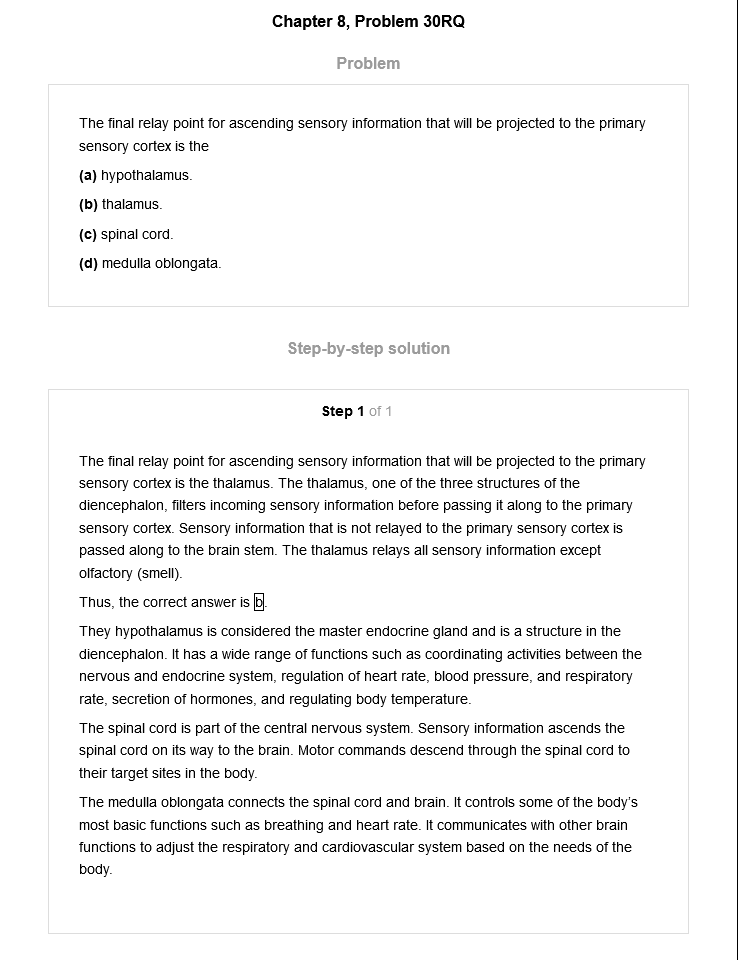 Chapter 8, Problem 30RQ
Problem
The final relay point for ascending sensory information that will be projected to the primary
sensory cortex is the
(a) hypothalamus.
(b) thalamus.
(c) spinal cord.
(d) medulla oblongata.
Step-by-step solution
Step 1 of 1
The final relay point for ascending sensory information that will be projected to the primary
sensory cortex is the thalamus. The thalamus, one of the three structures of the
diencephalon, filters incoming sensory information before passing it along to the primary
sensory cortex. Sensory information that is not relayed to the primary sensory cortex is
passed along to the brain stem. The thalamus relays all sensory information except
olfactory (smell).
Thus, the correct answer is b.
They hypothalamus is considered the master endocrine gland and is a structure in the
diencephalon. It has a wide range of functions such as coordinating activities between the
nervous and endocrine system, regulation of heart rate, blood pressure, and respiratory
rate, secretion of hormones, and regulating body temperature.
The spinal cord is part of the central nervous system. Sensory information ascends the
spinal cord on its way to the brain. Motor commands descend through the spinal cord to
their target sites in the body.
The medulla oblongata connects the spinal cord and brain. It controls some of the body’s
most basic functions such as breathing and heart rate. It communicates with other brain
functions to adjust the respiratory and cardiovascular system based on the needs of the
body.